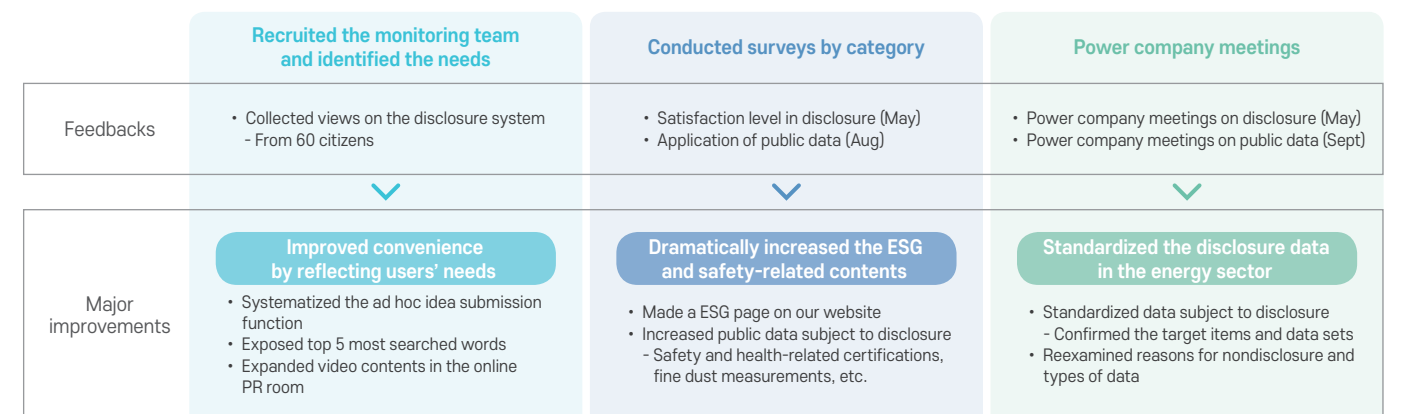 Recruited the monitoring team
and identified the needs
Conducted surveys by category
Power company meetings
Feedbacks
• Collected views on the disclosure system
- From 60 citizens
• Satisfaction level in disclosure (May)
• Application of public data (Aug)
• Power company meetings on disclosure (May)
• Power company meetings on public data (Sept)
Major
improvements
Improved convenience
by reflecting users’ needs
• Systematized the ad hoc idea submission
function
• Exposed top 5 most searched words
• Expanded video contents in the online
PR room
Dramatically increased the ESG
and safety-related contents
• Made a ESG page on our website
• Increased public data subject to disclosure
- Safety and health-related certifications,
fine dust measurements, etc.
Standardized the disclosure data
in the energy sector
• Standardized data subject to disclosure
- Confirmed the target items and data sets
• Reexamined reasons for nondisclosure and
types of data